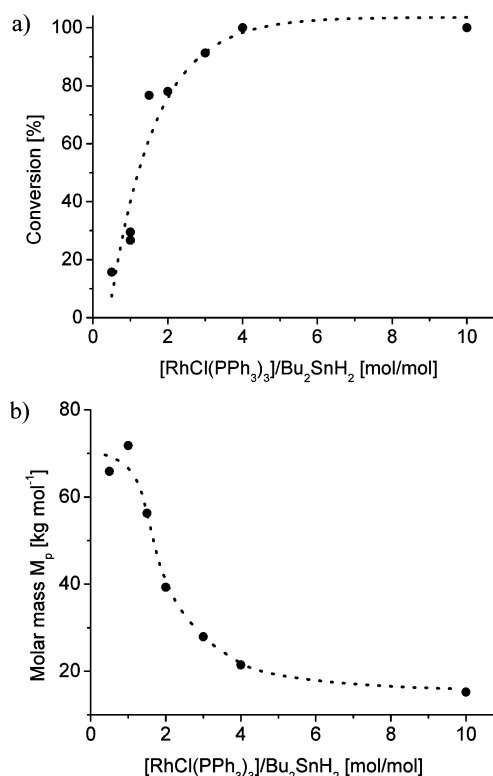 a)
100
80
60
40
20
0
Conversion [%]
0 2 4 6 8 10
[RhCl(PPh₃)₃]/Bu₂SnH₂ [mol/mol]
b)
80
60
40
20
Molar mass Mₚ [kg mol⁻¹]
0 2 4 6 8 10
[RhCl(PPh₃)₃]/Bu₂SnH₂ [mol/mol]